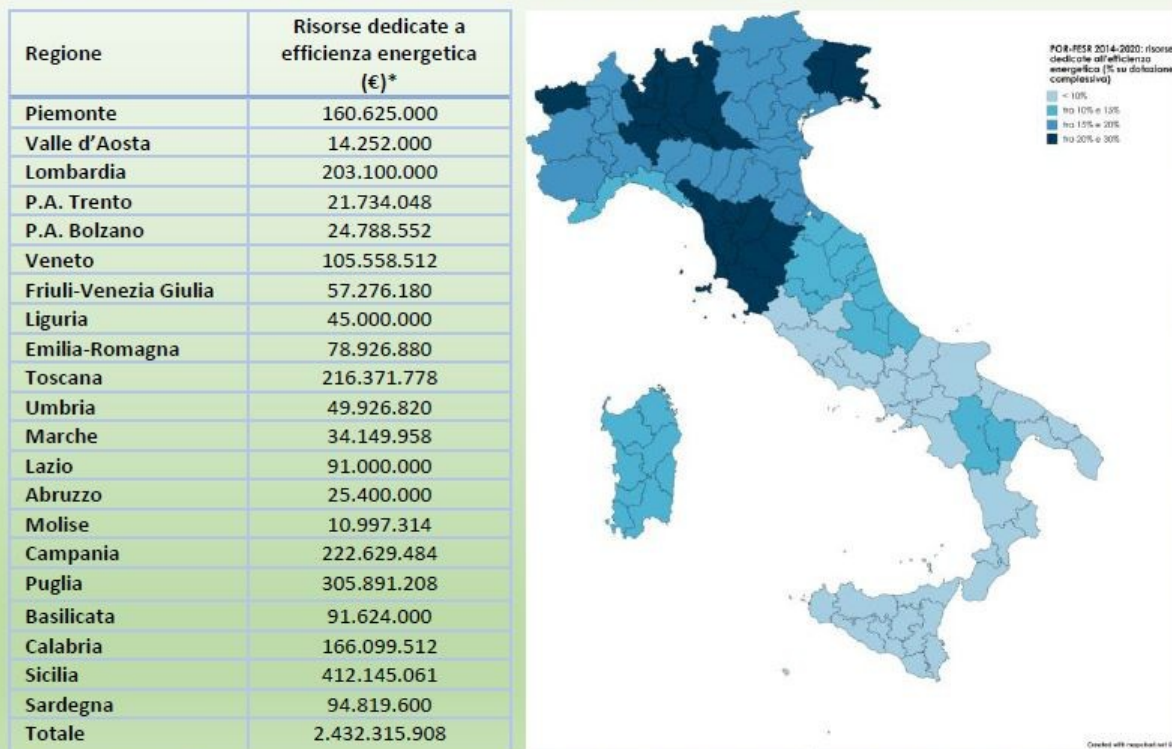 Regione
Risorse dedicate a
efficienza energetica
(€)*
Piemonte 160.625.000
Valle d'Aosta 14.252.000
Lombardia 203.100.000
P.A. Trento 21.734.048
P.A. Bolzano 24.788.552
Veneto 105.558.512
Friuli-Venezia Giulia 57.276.180
Liguria 45.000.000
Emilia-Romagna 78.926.880
Toscana 216.371.778
Umbria 49.926.820
Marche 34.149.958
Lazio 91.000.000
Abruzzo 25.400.000
Molise 10.997.314
Campania 222.629.484
Puglia 305.891.208
Basilicata 91.624.000
Calabria 166.099.512
Sicilia 412.145.061
Sardegna 94.819.600
Totale 2.432.315.908
POR-FESR 2014-2020: risorse
dedicate all'efficienza
energetica (% su dotazione
complessiva)
< 10%
tra 10% e 15%
tra 15% e 20%
tra 20% e 30%
Created with mapchart.net